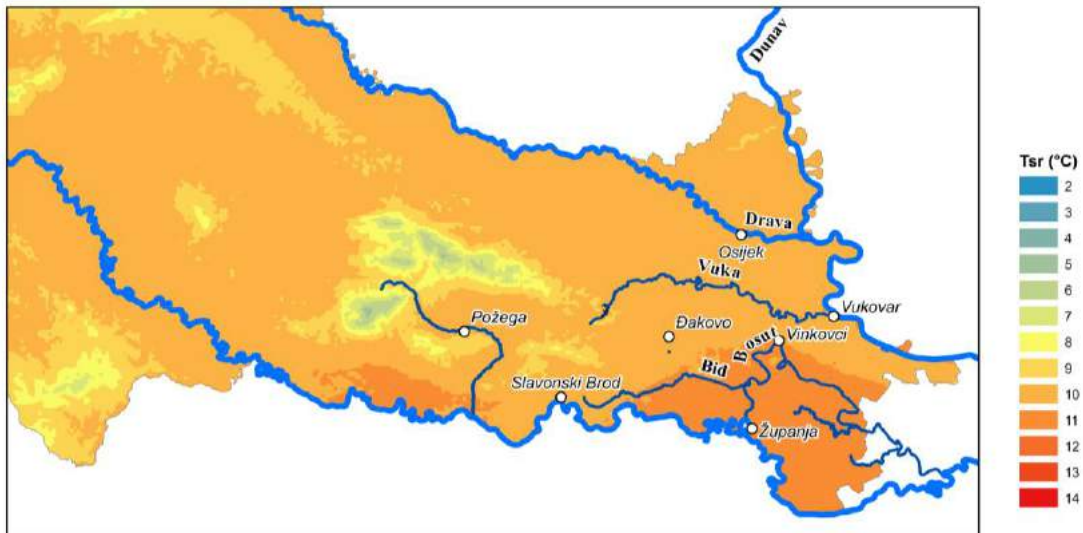 Dunav
Drava
Osijek
Vuka
Vukovar
Požega
Đakovo
Bosut
Vinkovci
Bid
Slavonski Brod
Županja
Tsr (°C)
2
3
4
5
6
7
8
9
10
11
12
13
14